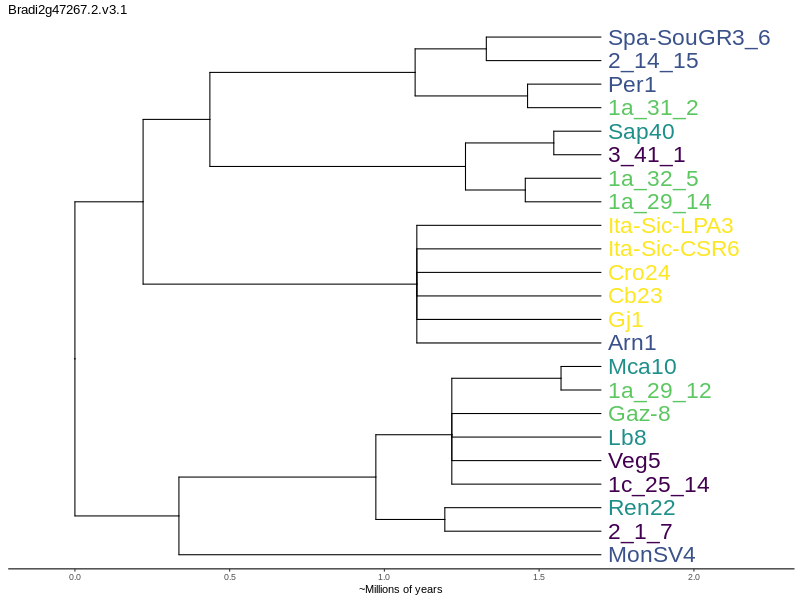 Bradi2g47267.2.v3.1
Spa-SouGR3_6
2_14_15
Per1
1a_31_2
Sap40
3_41_1
1a_32_5
1a_29_14
Ita-Sic-LPA3
Ita-Sic-CSR6
Cro24
Cb23
Gj1
Arn1
Mca10
1a_29_12
Gaz-8
Lb8
Veg5
1c_25_14
Ren22
2_1_7
MonSV4
0.0 0.5 1.0 1.5 2.0
~Millions of years